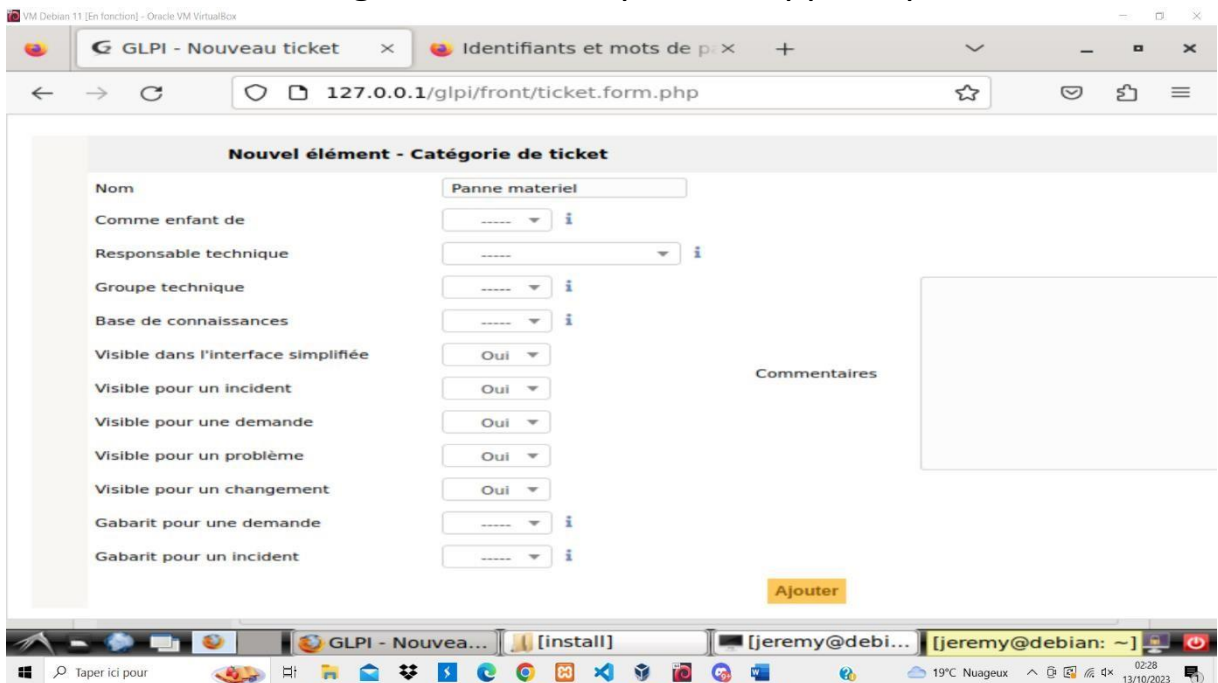 VM Debian 11 [En fonction] - Oracle VM VirtualBox
GLPI - Nouveau ticket
Identifiants et mots de
127.0.0.1/glpi/front/ticket.form.php
Nouvel élément - Catégorie de ticket
Nom Panne materiel
Comme enfant de -----
Responsable technique -----
Groupe technique -----
Base de connaissances -----
Visible dans l'interface simplifiée Oui
Visible pour un incident Oui
Commentaires
Visible pour une demande Oui
Visible pour un problème Oui
Visible pour un changement Oui
Gabarit pour une demande -----
Gabarit pour un incident -----
Ajouter
GLPI - Nouvea... [install] [jeremy@debi... [jeremy@debian: ~]
Taper ici pour 19°C Nuageux 02:28
13/10/2023